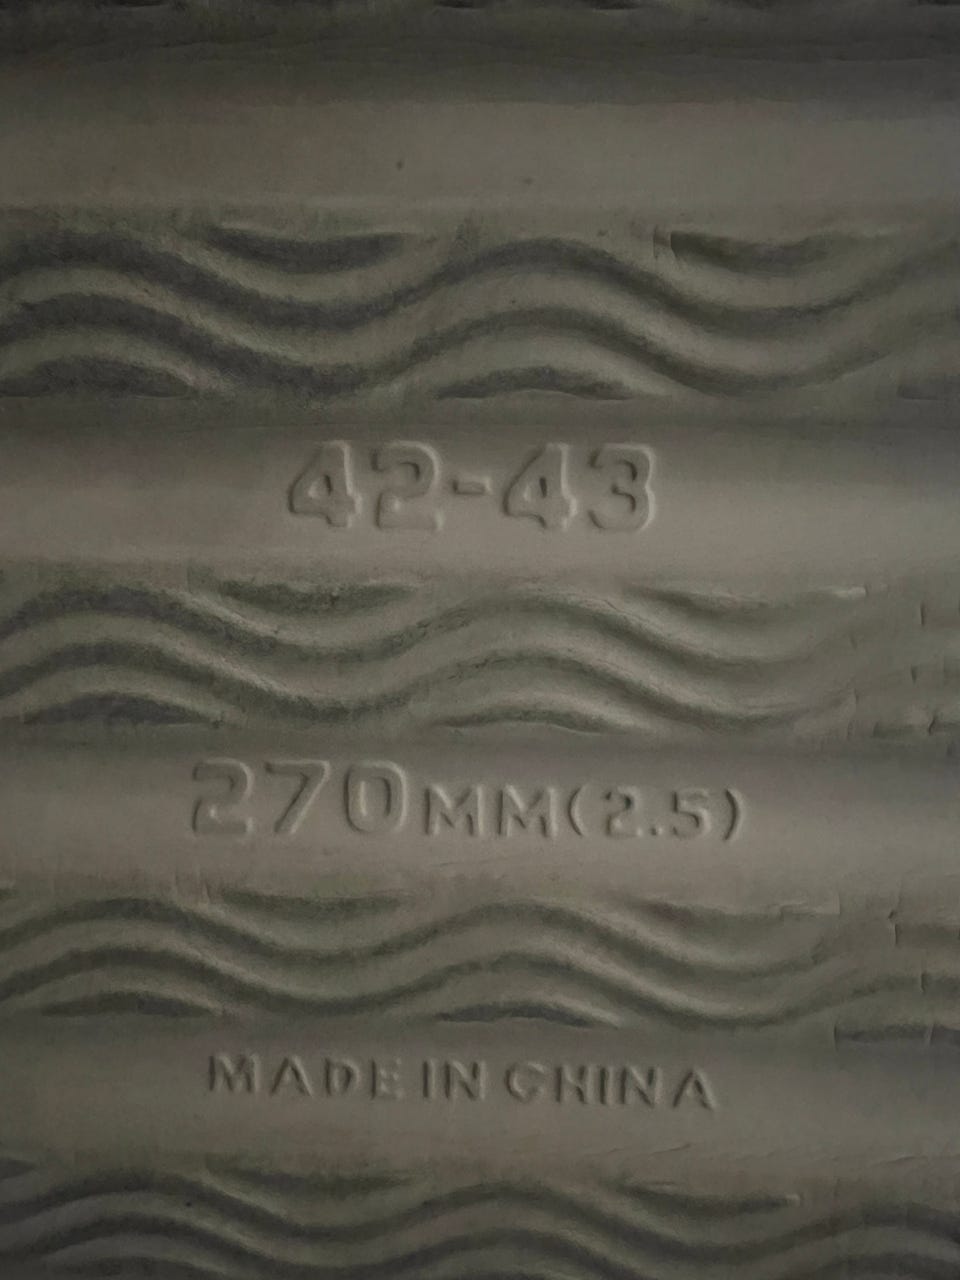 42-43
270MM(2.5)
MADE IN CHINA